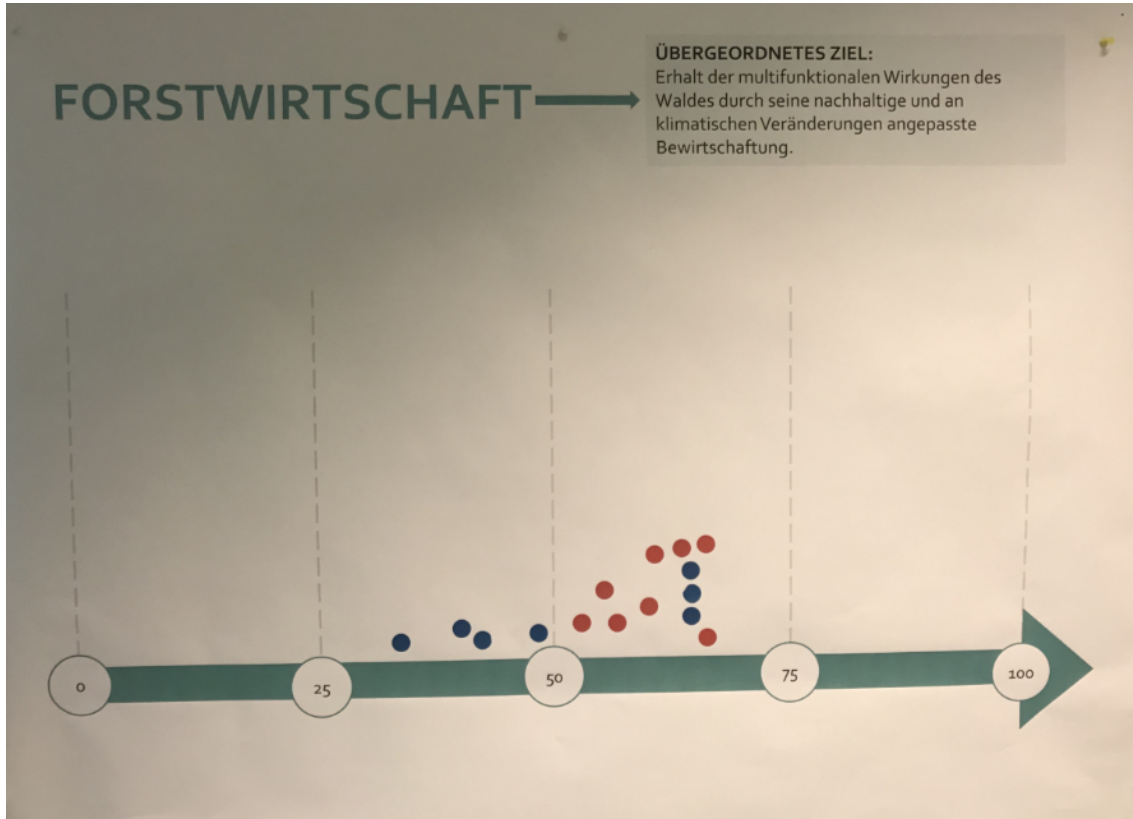 FORSTWIRTSCHAFT
ÜBERGEORDNETES ZIEL:
Erhalt der multifunktionalen Wirkungen des
Waldes durch seine nachhaltige und an
klimatischen Veränderungen angepasste
Bewirtschaftung.
0
25
50
75
100